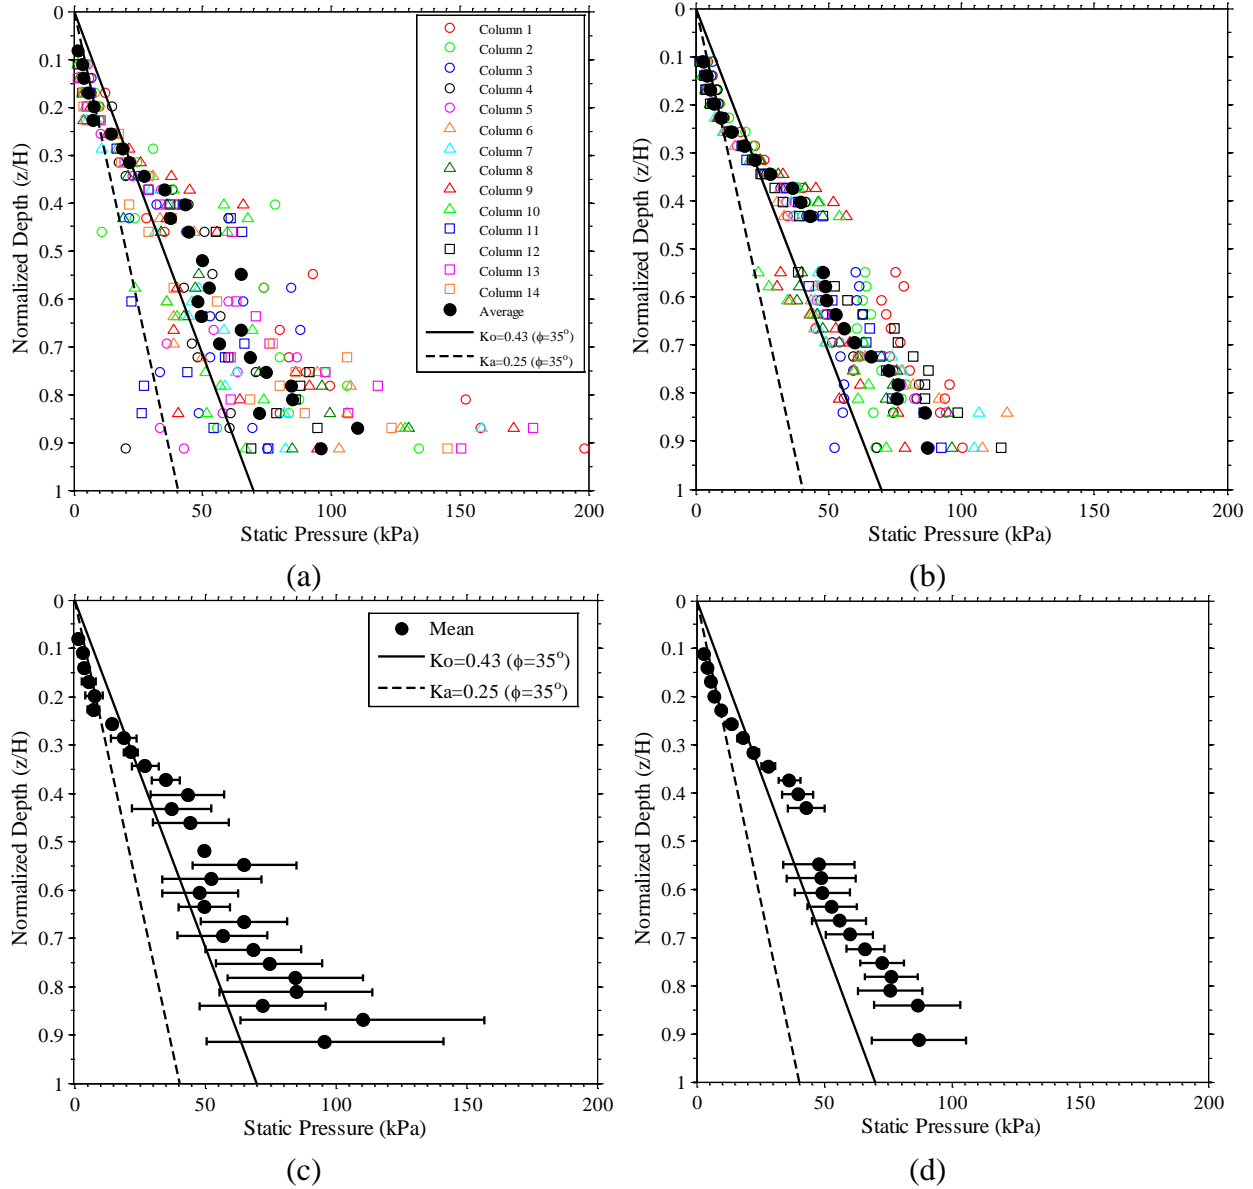 0
0.1
0.2
0.3
0.4
0.5
0.6
0.7
0.8
0.9
1
Normalized Depth (z/H)
0 50 100 150 200
Static Pressure (kPa)
Column 1
Column 2
Column 3
Column 4
Column 5
Column 6
Column 7
Column 8
Column 9
Column 10
Column 11
Column 12
Column 13
Column 14
Average
Ko=0.43 (ϕ=35°)
Ka=0.25 (ϕ=35°)
(a)
0
0.1
0.2
0.3
0.4
0.5
0.6
0.7
0.8
0.9
1
Normalized Depth (z/H)
0 50 100 150 200
Static Pressure (kPa)
(b)
0
0.1
0.2
0.3
0.4
0.5
0.6
0.7
0.8
0.9
1
Normalized Depth (z/H)
0 50 100 150 200
Static Pressure (kPa)
Mean
Ko=0.43 (ϕ=35°)
Ka=0.25 (ϕ=35°)
(c)
0
0.1
0.2
0.3
0.4
0.5
0.6
0.7
0.8
0.9
1
Normalized Depth (z/H)
0 50 100 150 200
Static Pressure (kPa)
(d)